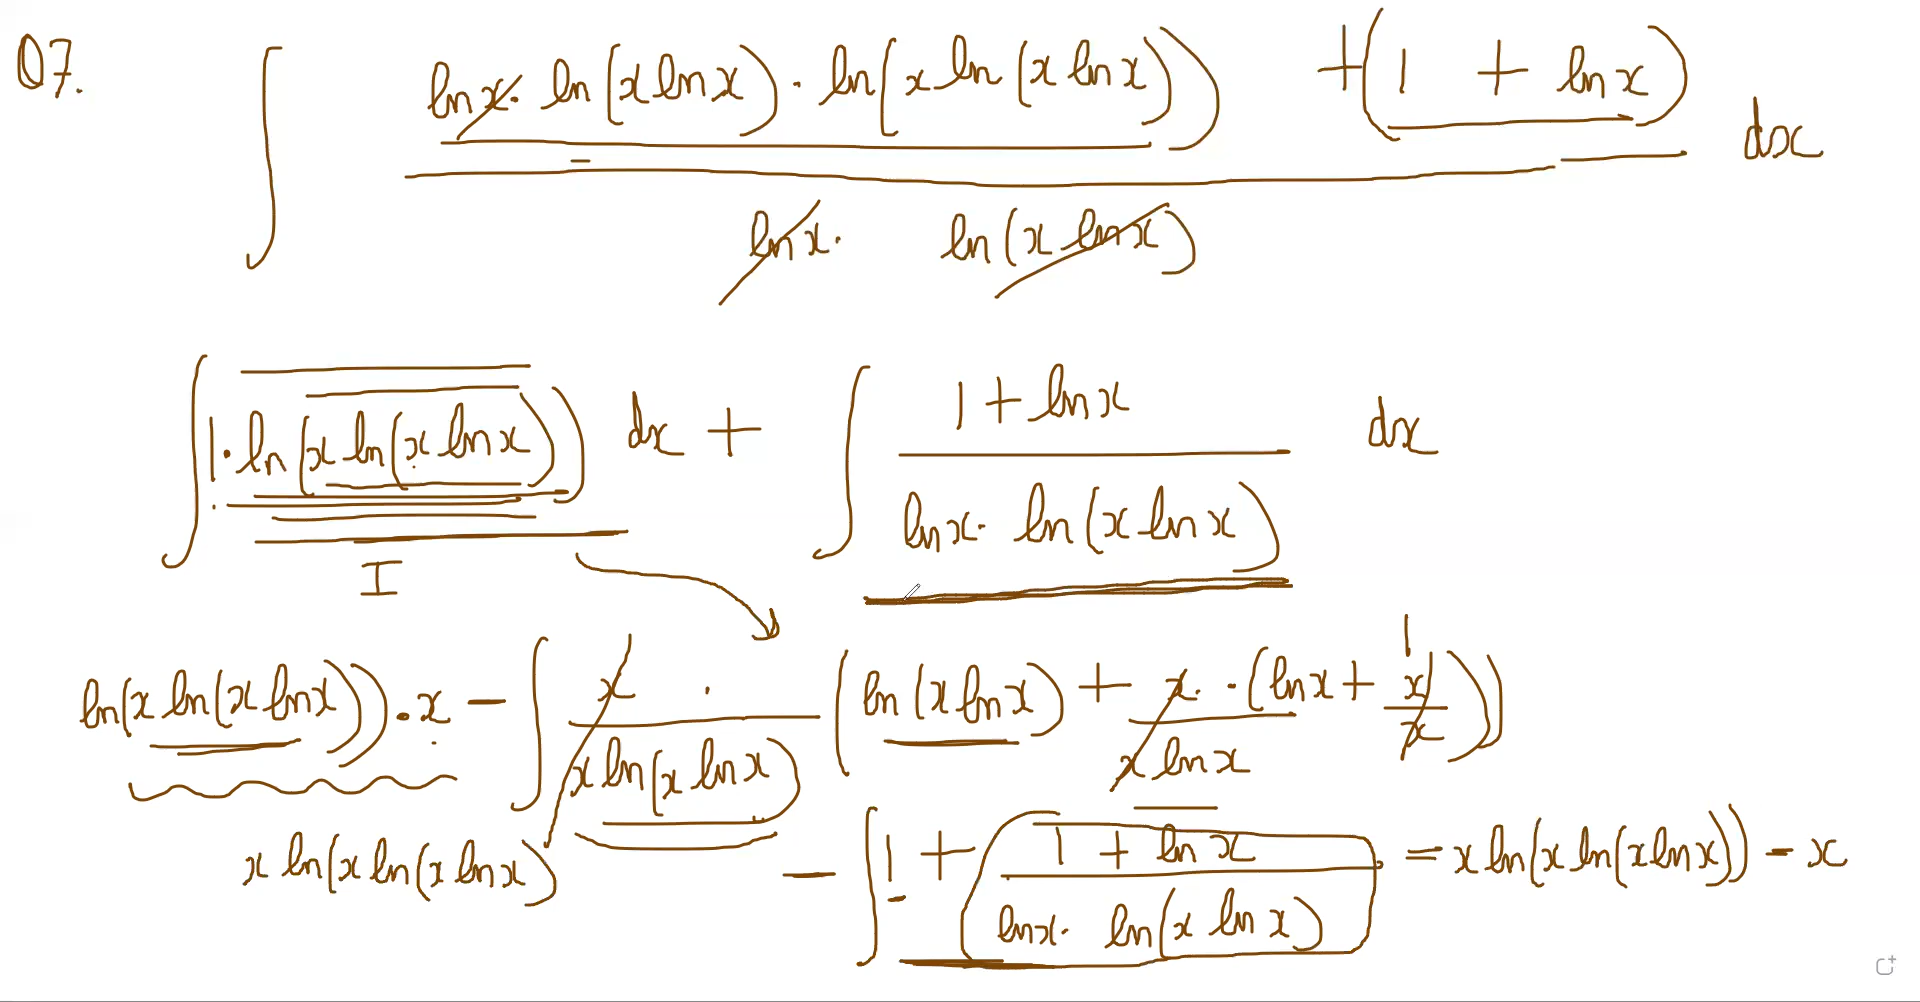 Q7. ∫ (ln x · ln(x ln x) · ln(x ln(x ln x)) + (1 + ln x)) / (ln x · ln(x ln x)) dx
∫ 1 · ln(x ln(x ln x)) dx + ∫ (1 + ln x) / (ln x · ln(x ln x)) dx
I
ln(x ln(x ln x)) · x − ∫ x / (x ln(x ln x)) · (ln(x ln x) + x / (x ln x) · (ln x + x/x 1))
x ln(x ln(x ln x) − ∫ 1 + (1 + ln x) / (ln x · ln(x ln x)) = x ln(x ln(x ln x)) − x